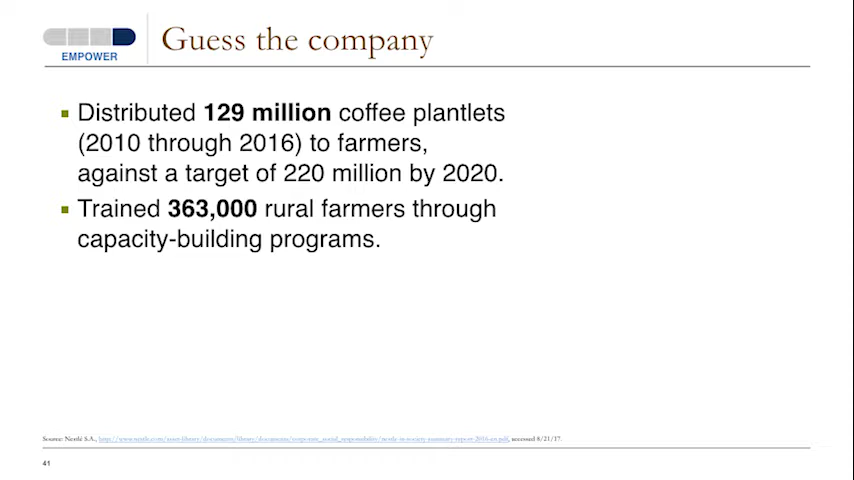 EMPOWER
Guess the company
Distributed 129 million coffee plantlets
(2010 through 2016) to farmers,
against a target of 220 million by 2020.
Trained 363,000 rural farmers through
capacity-building programs.
Source: Nestlé S.A., accessed 8/21/17.
41